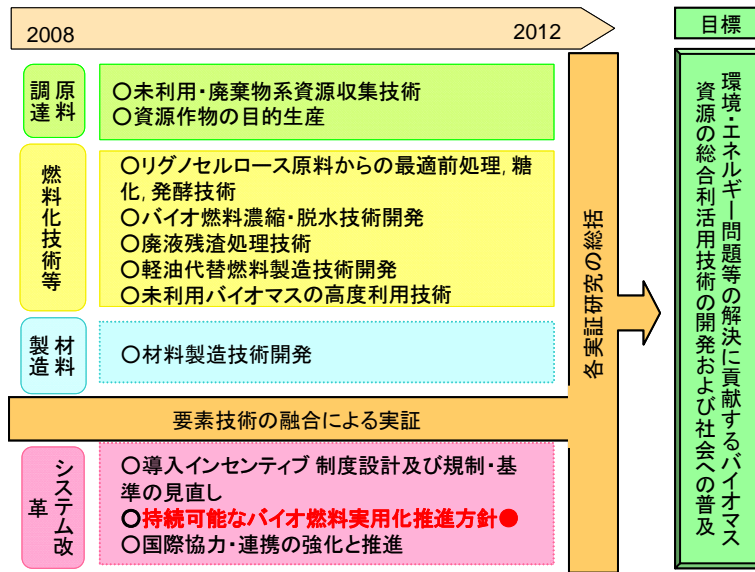 2008
2012
目標
原料
調達
○未利用・廃棄物系資源収集技術
○資源作物の目的生産
燃料化技術等
○リグノセルロース原料からの最適前処理, 糖
化, 発酵技術
○バイオ燃料濃縮・脱水技術開発
○廃液残渣処理技術
○軽油代替燃料製造技術開発
○未利用バイオマスの高度利用技術
材料
製造
○材料製造技術開発
要素技術の融合による実証
システム改
革
○導入インセンティブ 制度設計及び規制・基
準の見直し
○持続可能なバイオ燃料実用化推進方針●
○国際協力・連携の強化と推進
各実証研究の総括
環境・エネルギー問題等の解決に貢献するバイオマス
資源の総合利活用技術の開発および社会への普及